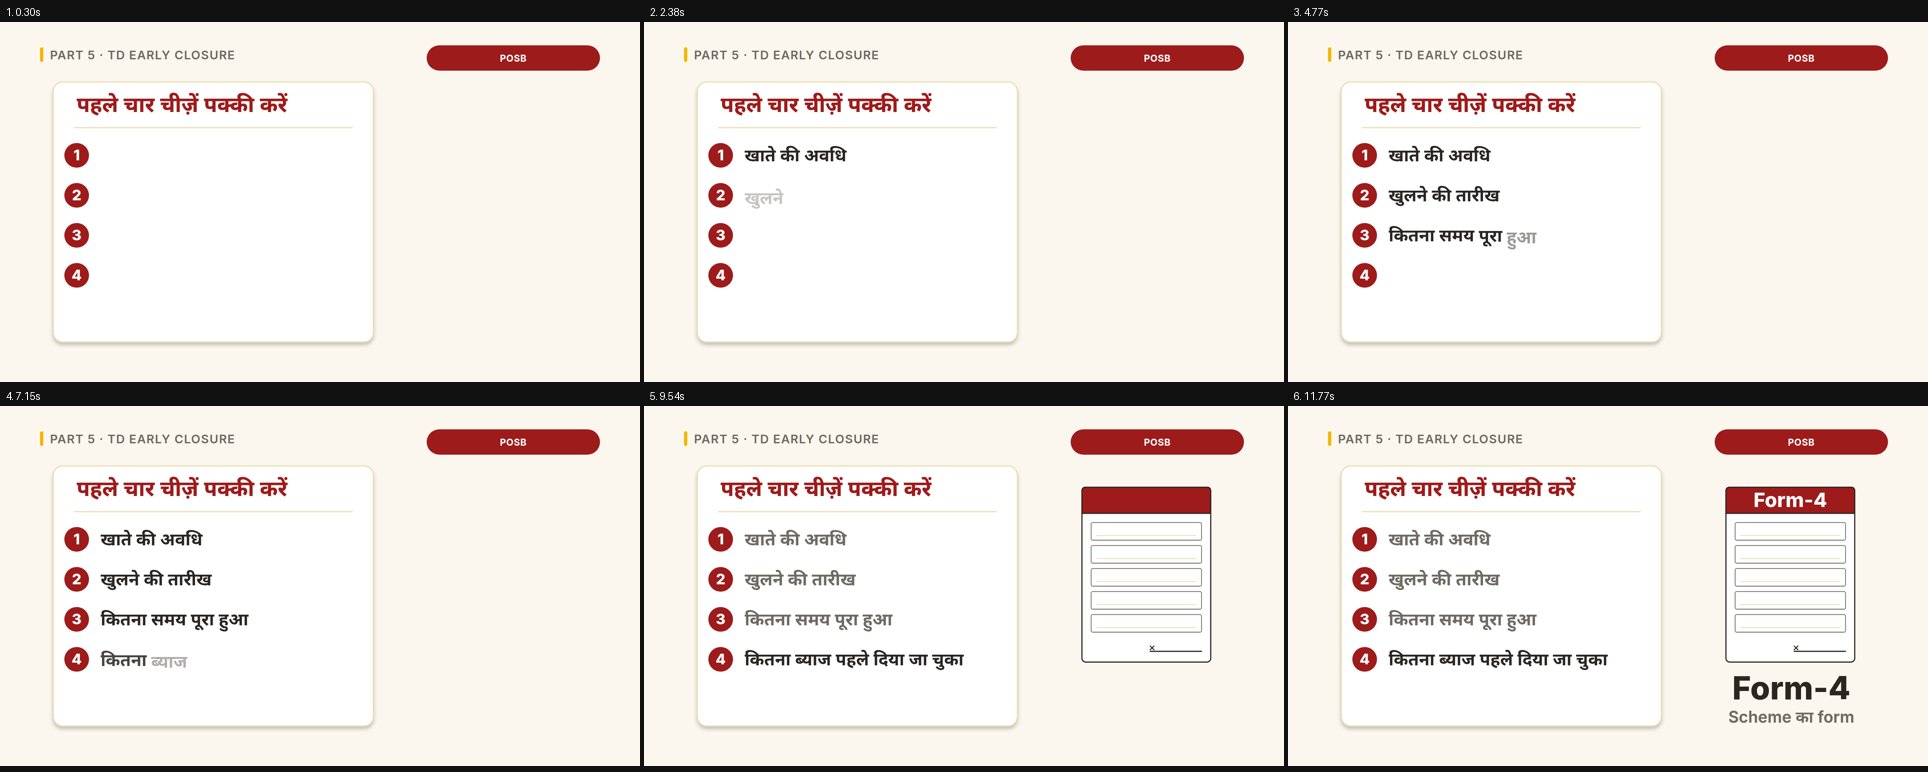 1. 0.30s
PART 5 · TD EARLY CLOSURE
POSB
पहले चार चीज़ें पक्की करें
1
2
3
4
2. 2.38s
PART 5 · TD EARLY CLOSURE
POSB
पहले चार चीज़ें पक्की करें
1 खाते की अवधि
2 खुलने
3
4
3. 4.77s
PART 5 · TD EARLY CLOSURE
POSB
पहले चार चीज़ें पक्की करें
1 खाते की अवधि
2 खुलने की तारीख
3 कितना समय पूरा हुआ
4
4. 7.15s
PART 5 · TD EARLY CLOSURE
POSB
पहले चार चीज़ें पक्की करें
1 खाते की अवधि
2 खुलने की तारीख
3 कितना समय पूरा हुआ
4 कितना ब्याज
5. 9.54s
PART 5 · TD EARLY CLOSURE
POSB
पहले चार चीज़ें पक्की करें
1 खाते की अवधि
2 खुलने की तारीख
3 कितना समय पूरा हुआ
4 कितना ब्याज पहले दिया जा चुका
x
6. 11.77s
PART 5 · TD EARLY CLOSURE
POSB
पहले चार चीज़ें पक्की करें
1 खाते की अवधि
2 खुलने की तारीख
3 कितना समय पूरा हुआ
4 कितना ब्याज पहले दिया जा चुका
Form-4
x
Form-4
Scheme का form